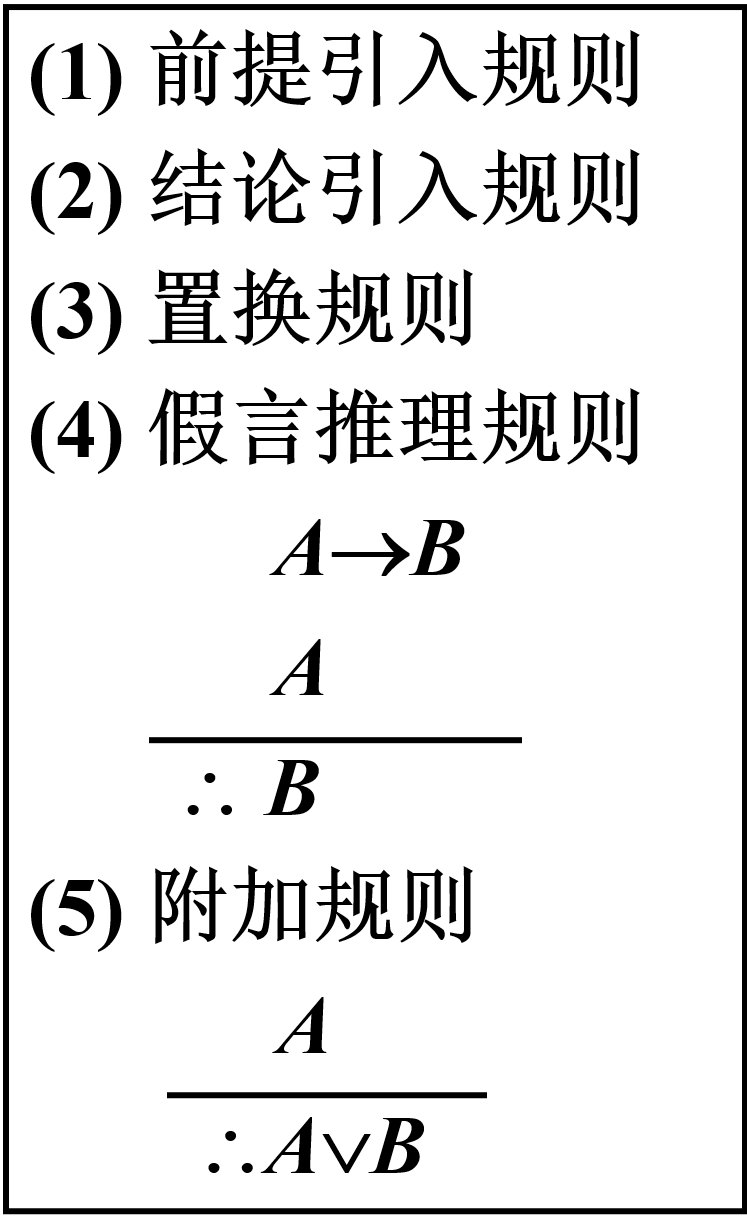 (1) 前提引入规则
(2) 结论引入规则
(3) 置换规则
(4) 假言推理规则
A→B
A
∴ B
(5) 附加规则
A
∴A∨B